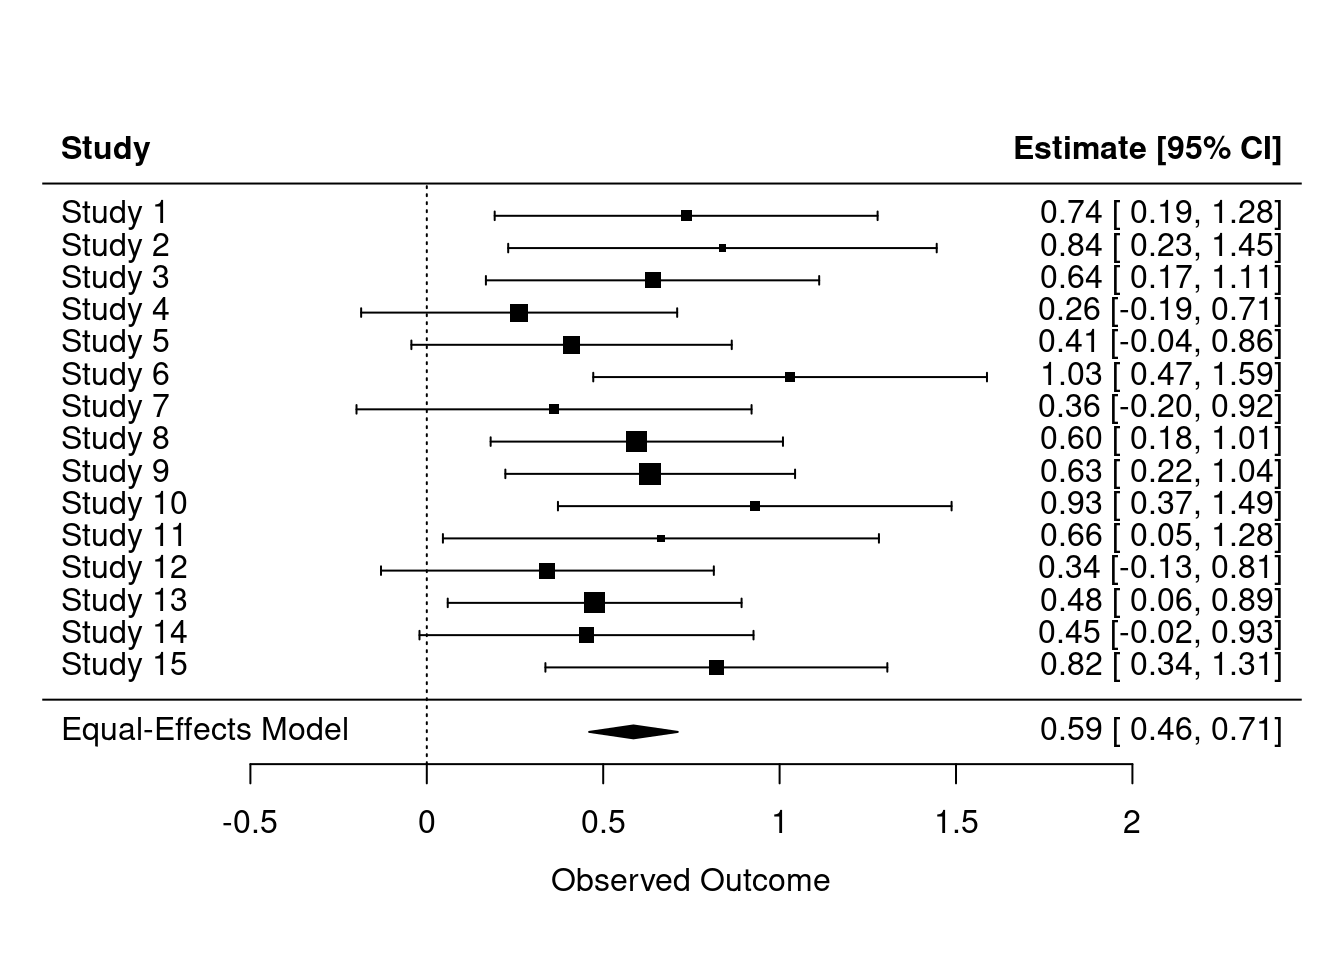 Study Estimate [95% CI]
Study 1 0.74 [ 0.19, 1.28]
Study 2 0.84 [ 0.23, 1.45]
Study 3 0.64 [ 0.17, 1.11]
Study 4 0.26 [-0.19, 0.71]
Study 5 0.41 [-0.04, 0.86]
Study 6 1.03 [ 0.47, 1.59]
Study 7 0.36 [-0.20, 0.92]
Study 8 0.60 [ 0.18, 1.01]
Study 9 0.63 [ 0.22, 1.04]
Study 10 0.93 [ 0.37, 1.49]
Study 11 0.66 [ 0.05, 1.28]
Study 12 0.34 [-0.13, 0.81]
Study 13 0.48 [ 0.06, 0.89]
Study 14 0.45 [-0.02, 0.93]
Study 15 0.82 [ 0.34, 1.31]
Equal-Effects Model 0.59 [ 0.46, 0.71]
-0.5 0 0.5 1 1.5 2
Observed Outcome